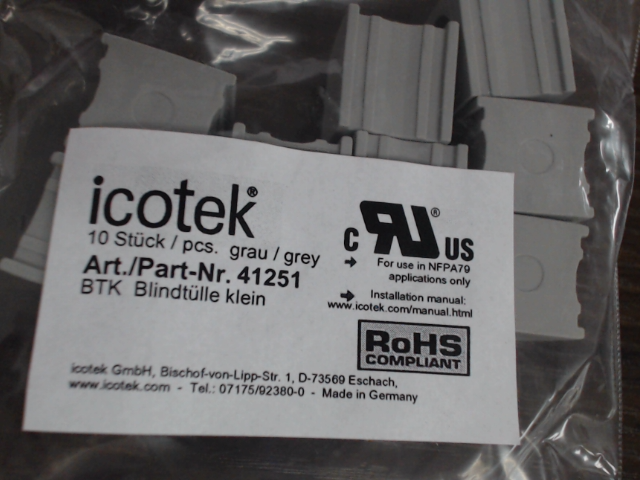 icotek®
10 Stück / pcs. grau / grey
Art./Part-Nr. 41251
BTK Blindtülle klein
c RU ® US
For use in NFPA79
applications only
Installation manual:
www.icotek.com/manual.html
RoHS
COMPLIANT
icotek GmbH, Bischof-von-Lipp-Str. 1, D-73569 Eschach,
www.icotek.com - Tel.: 07175/92380-0 - Made in Germany